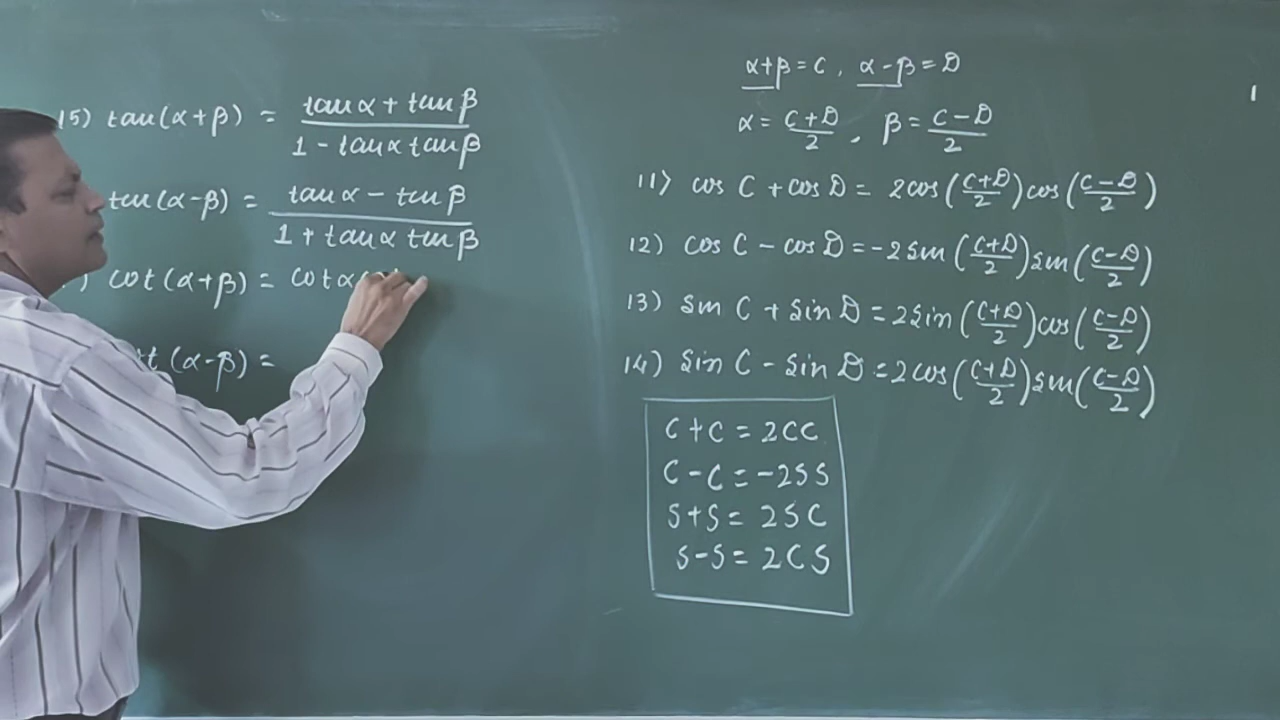 15) tan(α+β) = (tanα + tanβ)/(1 - tanα tanβ)
tan(α-β) = (tanα - tanβ)/(1 + tanα tanβ)
) cot(α+β) = cotα
(α-β) =
α+β = C , α-β = D
α = (C+D)/2 , β = (C-D)/2
11) cos C + cos D = 2cos((C+D)/2)cos((C-D)/2)
12) cos C - cos D = -2sin((C+D)/2)sin((C-D)/2)
13) sin C + sin D = 2sin((C+D)/2)cos((C-D)/2)
14) sin C - sin D = 2cos((C+D)/2)sin((C-D)/2)
C+C = 2CC
C-C = -2SS
S+S = 2SC
S-S = 2CS